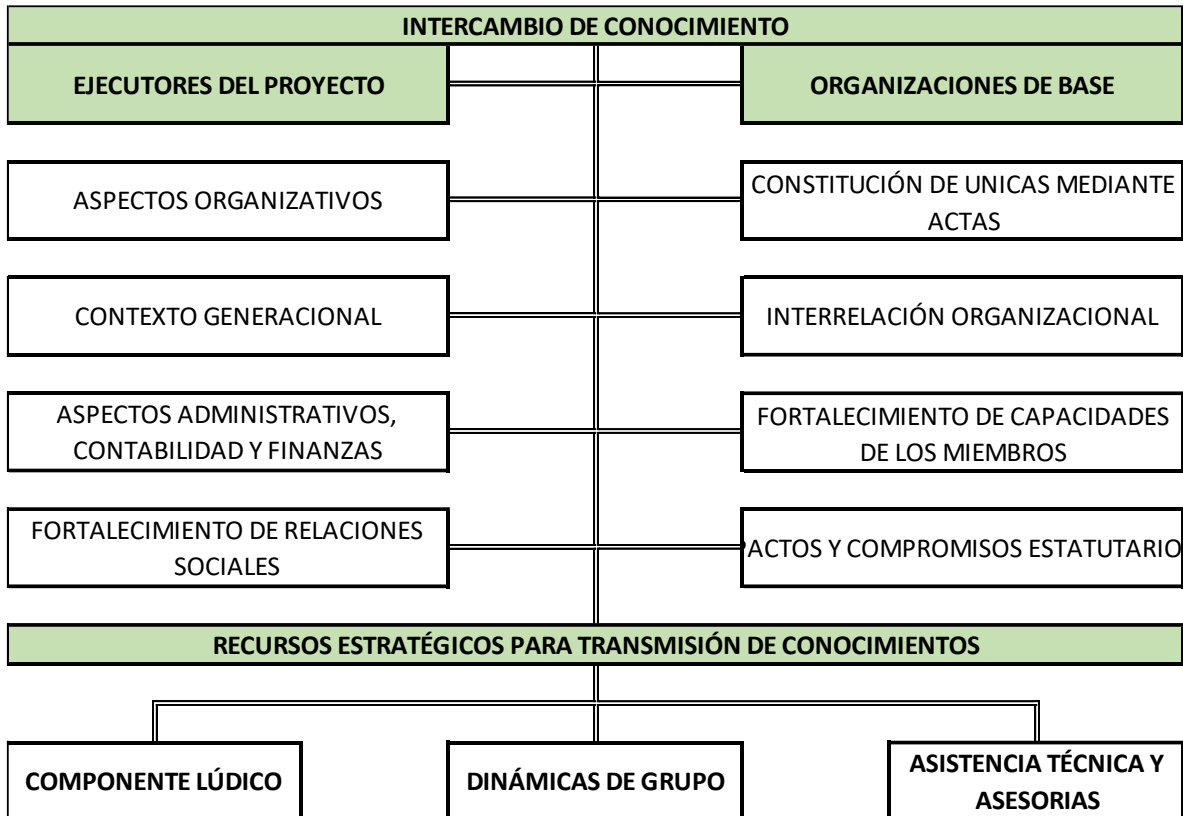 INTERCAMBIO DE CONOCIMIENTO
EJECUTORES DEL PROYECTO
ORGANIZACIONES DE BASE
ASPECTOS ORGANIZATIVOS
CONSTITUCIÓN DE UNICAS MEDIANTE
ACTAS
CONTEXTO GENERACIONAL
INTERRELACIÓN ORGANIZACIONAL
ASPECTOS ADMINISTRATIVOS,
CONTABILIDAD Y FINANZAS
FORTALECIMIENTO DE CAPACIDADES
DE LOS MIEMBROS
FORTALECIMIENTO DE RELACIONES
SOCIALES
PACTOS Y COMPROMISOS ESTATUTARIO
RECURSOS ESTRATÉGICOS PARA TRANSMISIÓN DE CONOCIMIENTOS
COMPONENTE LÚDICO
DINÁMICAS DE GRUPO
ASISTENCIA TÉCNICA Y
ASESORIAS